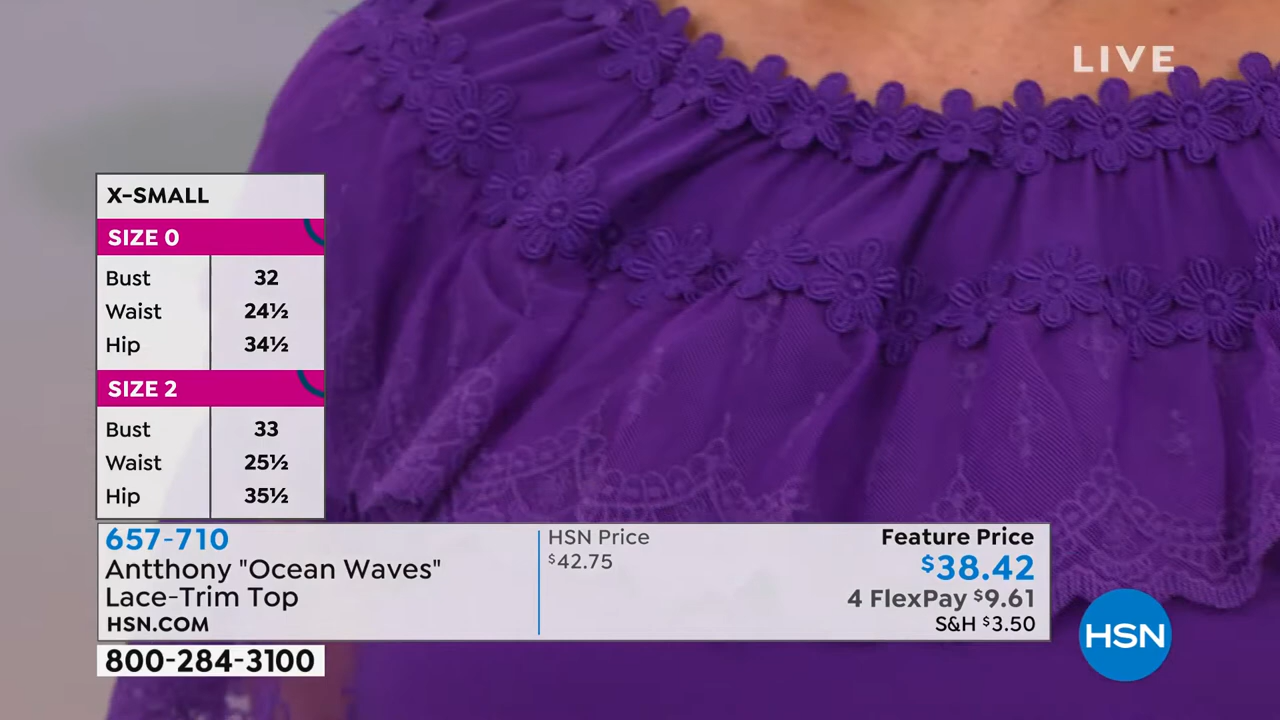 LIVE
X-SMALL
SIZE 0
Bust 32
Waist 24½
Hip 34½
SIZE 2
Bust 33
Waist 25½
Hip 35½
657-710
Antthony "Ocean Waves"
Lace-Trim Top
HSN.COM
HSN Price
$42.75
Feature Price
$38.42
4 FlexPay $9.61
S&H $3.50
800-284-3100
HSN